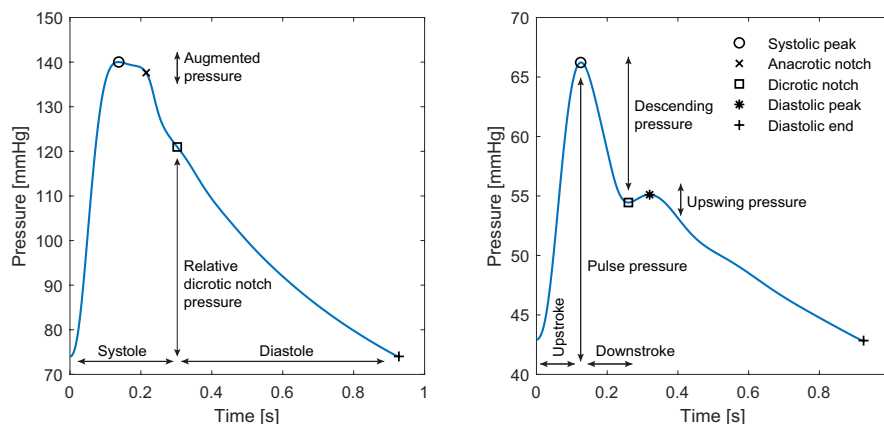 150
140
130
120
110
100
90
80
70
0
0.2
0.4
0.6
0.8
1
Pressure [mmHg]
Time [s]
Augmented
pressure
Relative
dicrotic notch
pressure
Systole
Diastole
70
65
60
55
50
45
40
0
0.2
0.4
0.6
0.8
Pressure [mmHg]
Time [s]
Systolic peak
Anacrotic notch
Dicrotic notch
Diastolic peak
Diastolic end
Descending
pressure
Upswing pressure
Pulse pressure
Upstroke
Downstroke